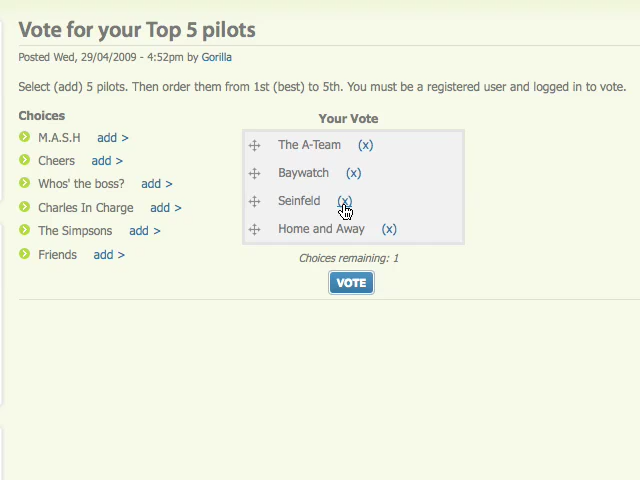 Vote for your Top 5 pilots
Posted Wed, 29/04/2009 - 4:52pm by Gorilla
Select (add) 5 pilots. Then order them from 1st (best) to 5th. You must be a registered user and logged in to vote.
Choices
M.A.S.H add >
Cheers add >
Whos' the boss? add >
Charles In Charge add >
The Simpsons add >
Friends add >
Your Vote
The A-Team (x)
Baywatch (x)
Seinfeld (x)
Home and Away (x)
Choices remaining: 1
VOTE